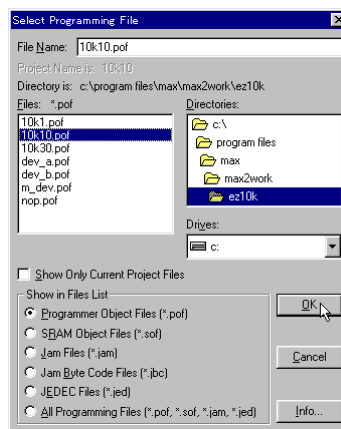 Select Programming File
File Name: 10k10.pof
Project Name is: 10k10
Directory is: c:\program files\max\max2work\ez10k
Files: *.pof
Directories:
10k1.pof
10k10.pof
10k30.pof
dev_a.pof
dev_b.pof
m_dev.pof
nop.pof
c:\
program files
max
max2work
ez10k
Drives:
c:
Show Only Current Project Files
Show in Files List
Programmer Object Files (*.pof)
SRAM Object Files (*.sof)
Jam Files (*.jam)
Jam Byte Code Files (*.jbc)
JEDEC Files (*.jed)
All Programming Files (*.pof, *.sof, *.jam, *.jed)
OK
Cancel
Info...